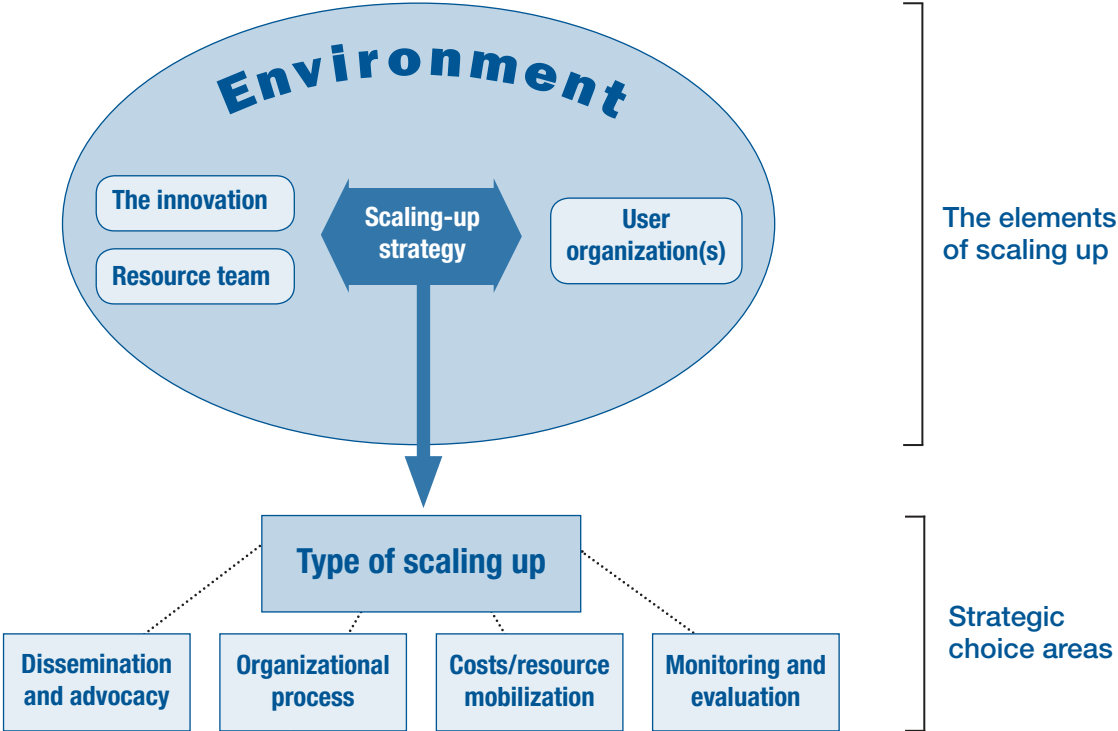 Environment
The innovation
Resource team
Scaling-up
strategy
User
organization(s)
The elements
of scaling up
Type of scaling up
Dissemination
and advocacy
Organizational
process
Costs/resource
mobilization
Monitoring and
evaluation
Strategic
choice areas